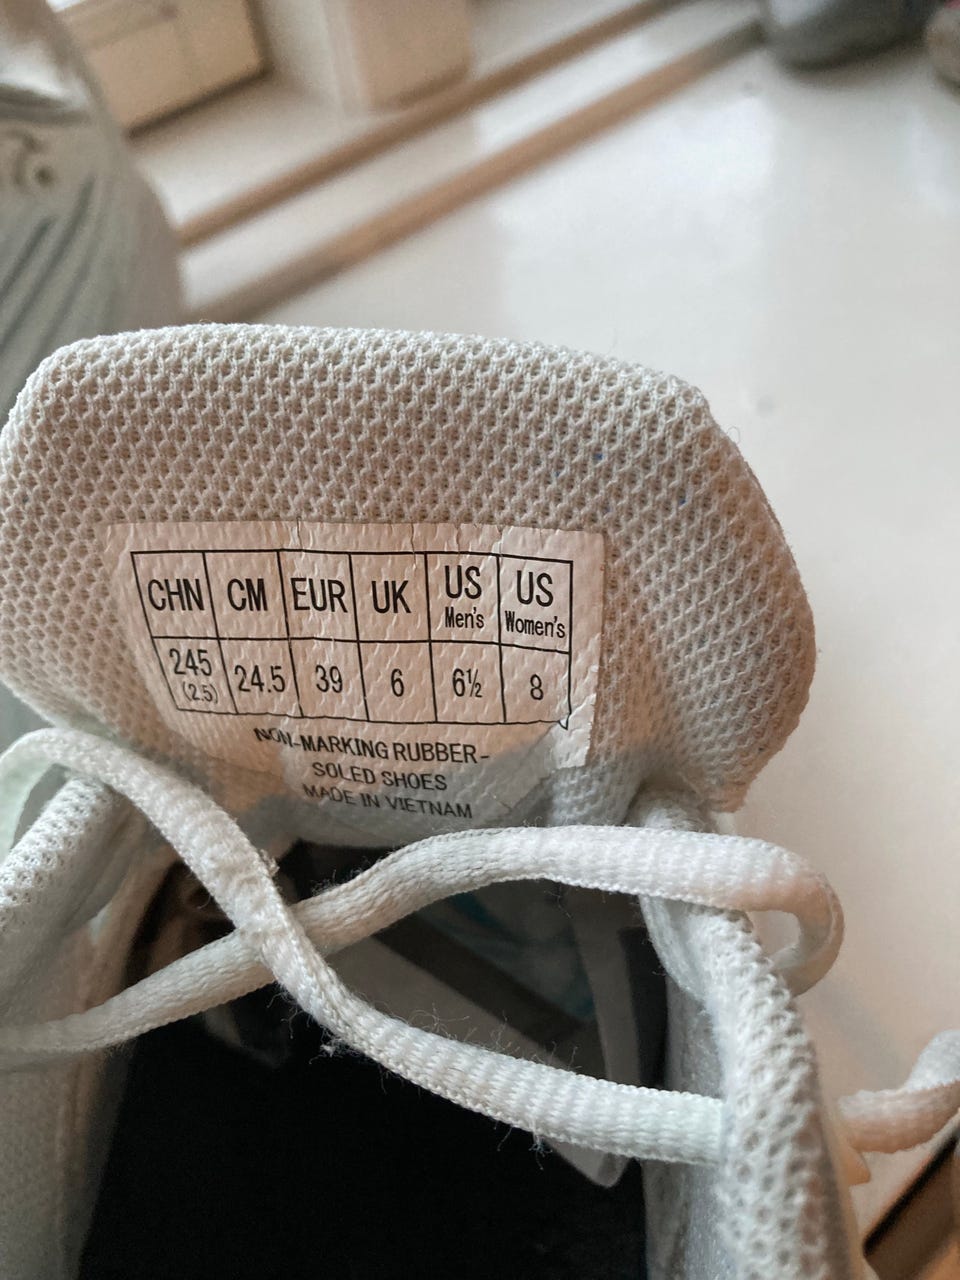 CHN CM EUR UK US Men's US Women's
245 (2.5) 24.5 39 6 6½ 8
NON-MARKING RUBBER-
SOLED SHOES
MADE IN VIETNAM